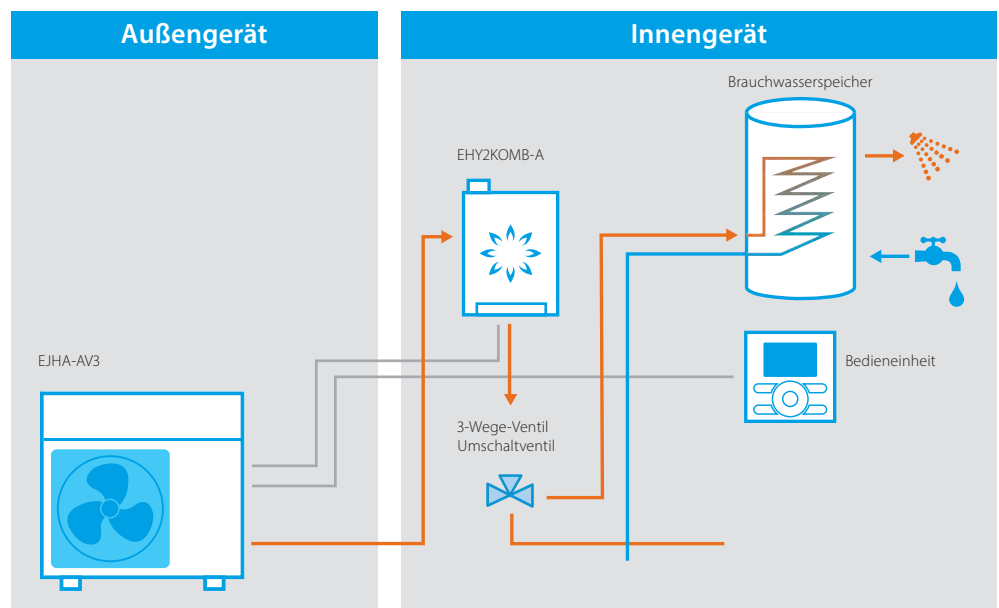 Außengerät
Innengerät
Brauchwasserspeicher
EHY2KOMB-A
EJHA-AV3
Bedieneinheit
3-Wege-Ventil
Umschaltventil